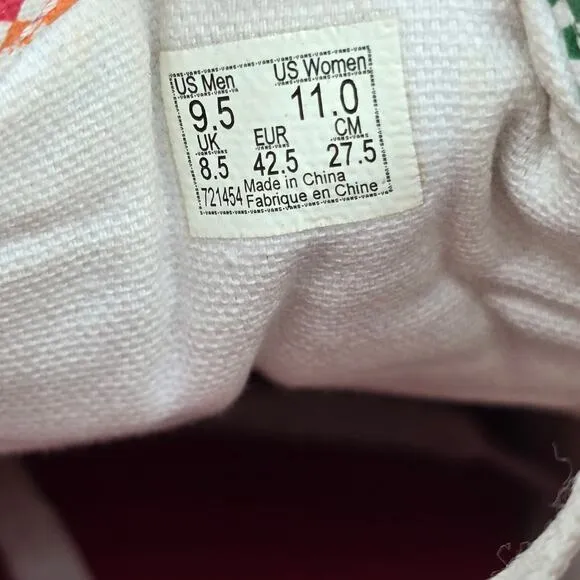 US Men US Women
9.5 11.0
UK EUR CM
8.5 42.5 27.5
721454 Made in China
Fabrique en Chine